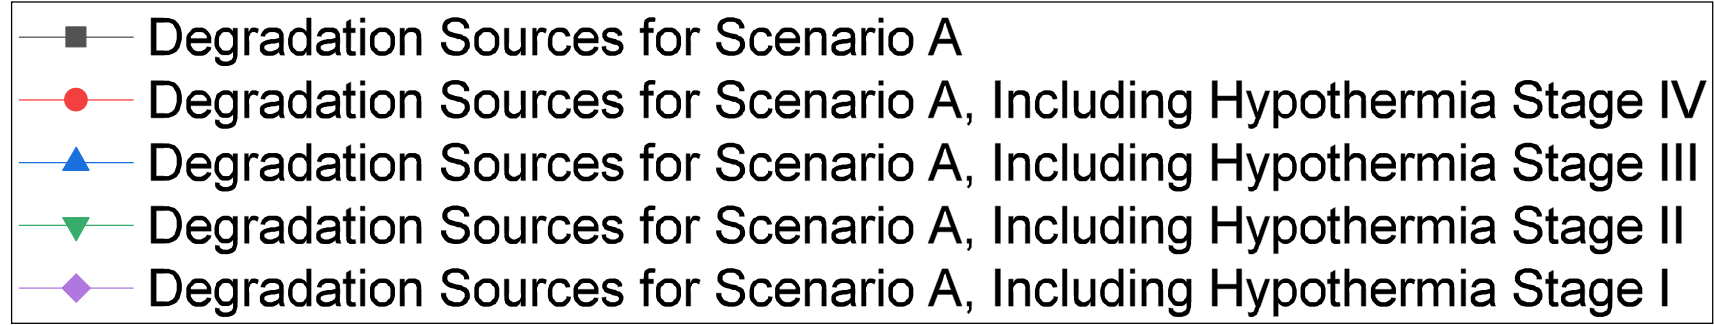 Degradation Sources for Scenario A
Degradation Sources for Scenario A, Including Hypothermia Stage IV
Degradation Sources for Scenario A, Including Hypothermia Stage III
Degradation Sources for Scenario A, Including Hypothermia Stage II
Degradation Sources for Scenario A, Including Hypothermia Stage I